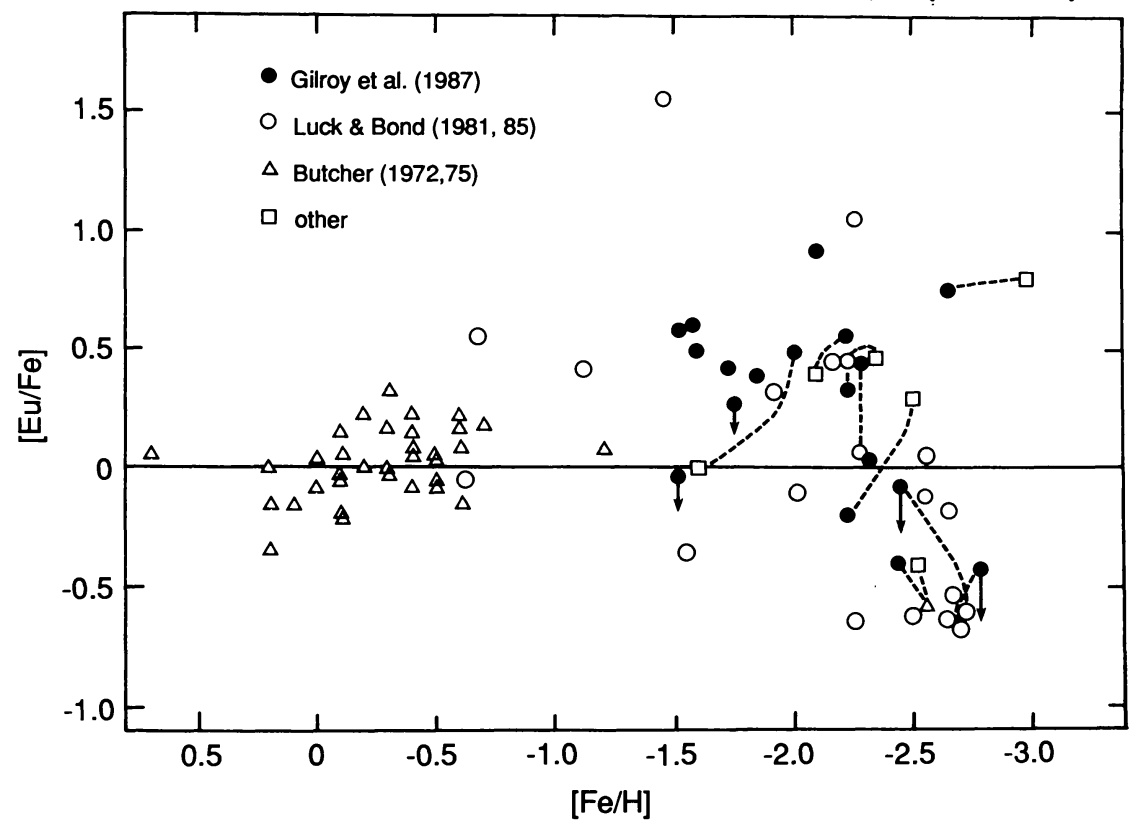 Gilroy et al. (1987)
Luck & Bond (1981, 85)
Butcher (1972,75)
other
1.5
1.0
0.5
0
-0.5
-1.0
[Eu/Fe]
0.5 0 -0.5 -1.0 -1.5 -2.0 -2.5 -3.0
[Fe/H]